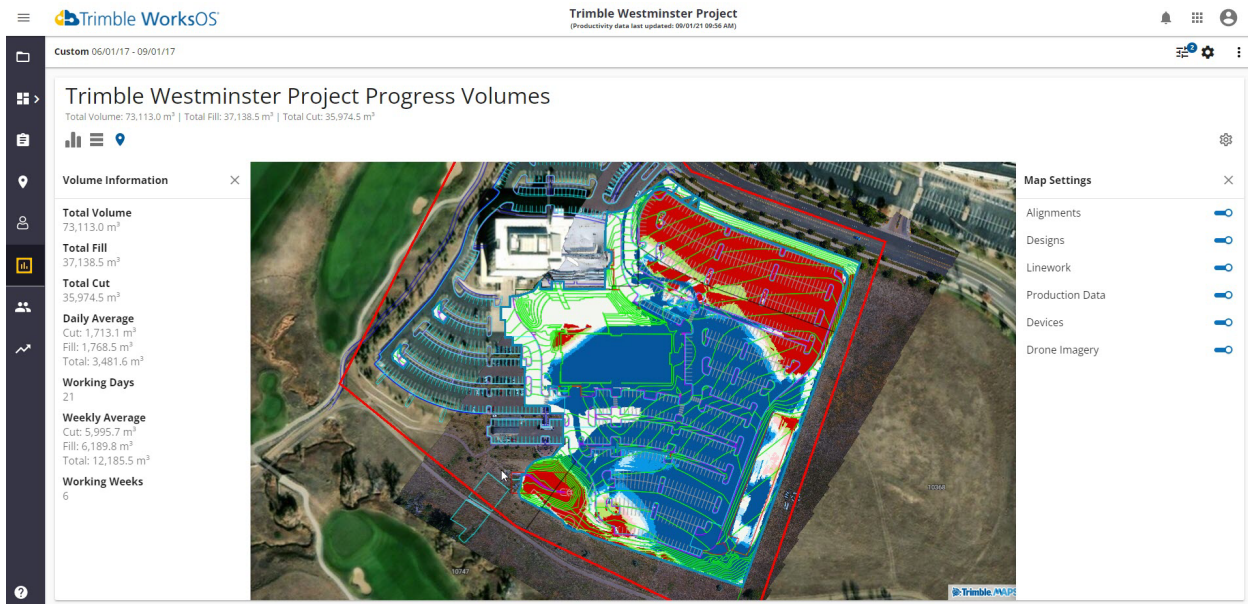 Trimble WorksOS
Trimble Westminster Project
(Productivity data last updated: 09/01/21 09:56 AM)
Custom 06/01/17 - 09/01/17
2
Trimble Westminster Project Progress Volumes
Total Volume: 73,113.0 m³ | Total Fill: 37,138.5 m³ | Total Cut: 35,974.5 m³
Volume Information
Total Volume
73,113.0 m³
Total Fill
37,138.5 m³
Total Cut
35,974.5 m³
Daily Average
Cut: 1,713.1 m³
Fill: 1,768.5 m³
Total: 3,481.6 m³
Working Days
21
Weekly Average
Cut: 5,995.7 m³
Fill: 6,189.8 m³
Total: 12,185.5 m³
Working Weeks
6
10368
10747
Trimble MAPS
Map Settings
Alignments
Designs
Linework
Production Data
Devices
Drone Imagery
?